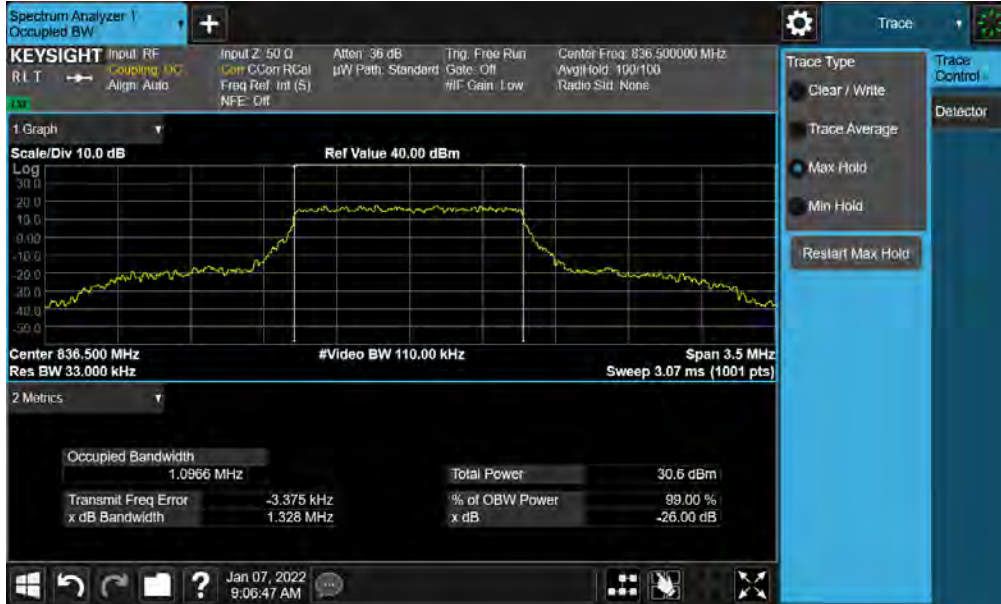 Spectrum Analyzer 1
Occupied BW
Trace
KEYSIGHT
Input: RF
Coupling: DC
Align: Auto
RLT
Input Z: 50 Ω
Corr CCorr RCal
Freq Ref: Int (S)
NFE: Off
Atten: 36 dB
µW Path: Standard
Trig: Free Run
Gate: Off
#IF Gain: Low
Center Freq: 836.500000 MHz
Avg|Hold: 100/100
Radio Std: None
Trace Type
Clear / Write
Trace Average
Max Hold
Min Hold
Restart Max Hold
Trace
Control
Detector
1 Graph
Scale/Div 10.0 dB
Ref Value 40.00 dBm
Log
30.0
20.0
10.0
0.00
-10.0
-20.0
-30.0
-40.0
-50.0
Center 836.500 MHz
#Video BW 110.00 kHz
Span 3.5 MHz
Res BW 33.000 kHz
Sweep 3.07 ms (1001 pts)
2 Metrics
Occupied Bandwidth
1.0966 MHz
Total Power
30.6 dBm
Transmit Freq Error
-3.375 kHz
% of OBW Power
99.00 %
x dB Bandwidth
1.328 MHz
x dB
-26.00 dB
?
Jan 07, 2022
9:06:47 AM